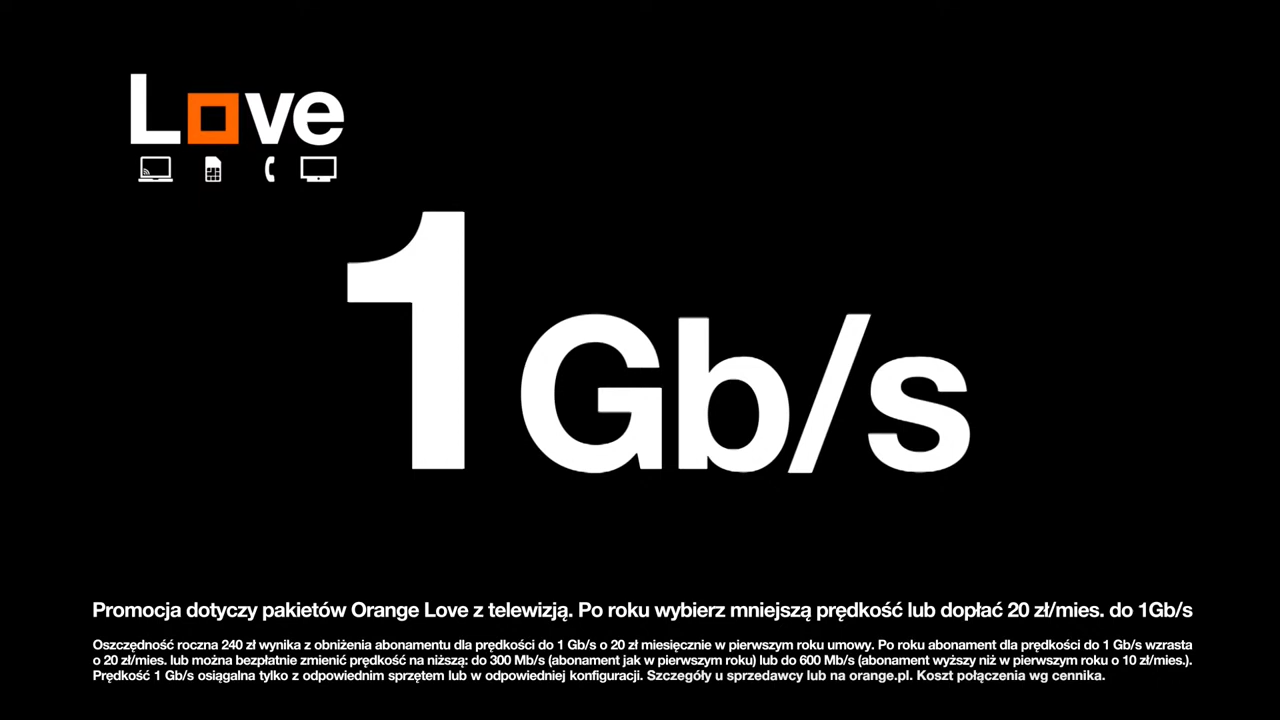 Love
1 Gb/s
Promocja dotyczy pakietów Orange Love z telewizją. Po roku wybierz mniejszą prędkość lub dopłać 20 zł/mies. do 1Gb/s
Oszczędność roczna 240 zł wynika z obniżenia abonamentu dla prędkości do 1 Gb/s o 20 zł miesięcznie w pierwszym roku umowy. Po roku abonament dla prędkości do 1 Gb/s wzrasta
o 20 zł/mies. lub można bezpłatnie zmienić prędkość na niższą: do 300 Mb/s (abonament jak w pierwszym roku) lub do 600 Mb/s (abonament wyższy niż w pierwszym roku o 10 zł/mies.).
Prędkość 1 Gb/s osiągalna tylko z odpowiednim sprzętem lub w odpowiedniej konfiguracji. Szczegóły u sprzedawcy lub na orange.pl. Koszt połączenia wg cennika.